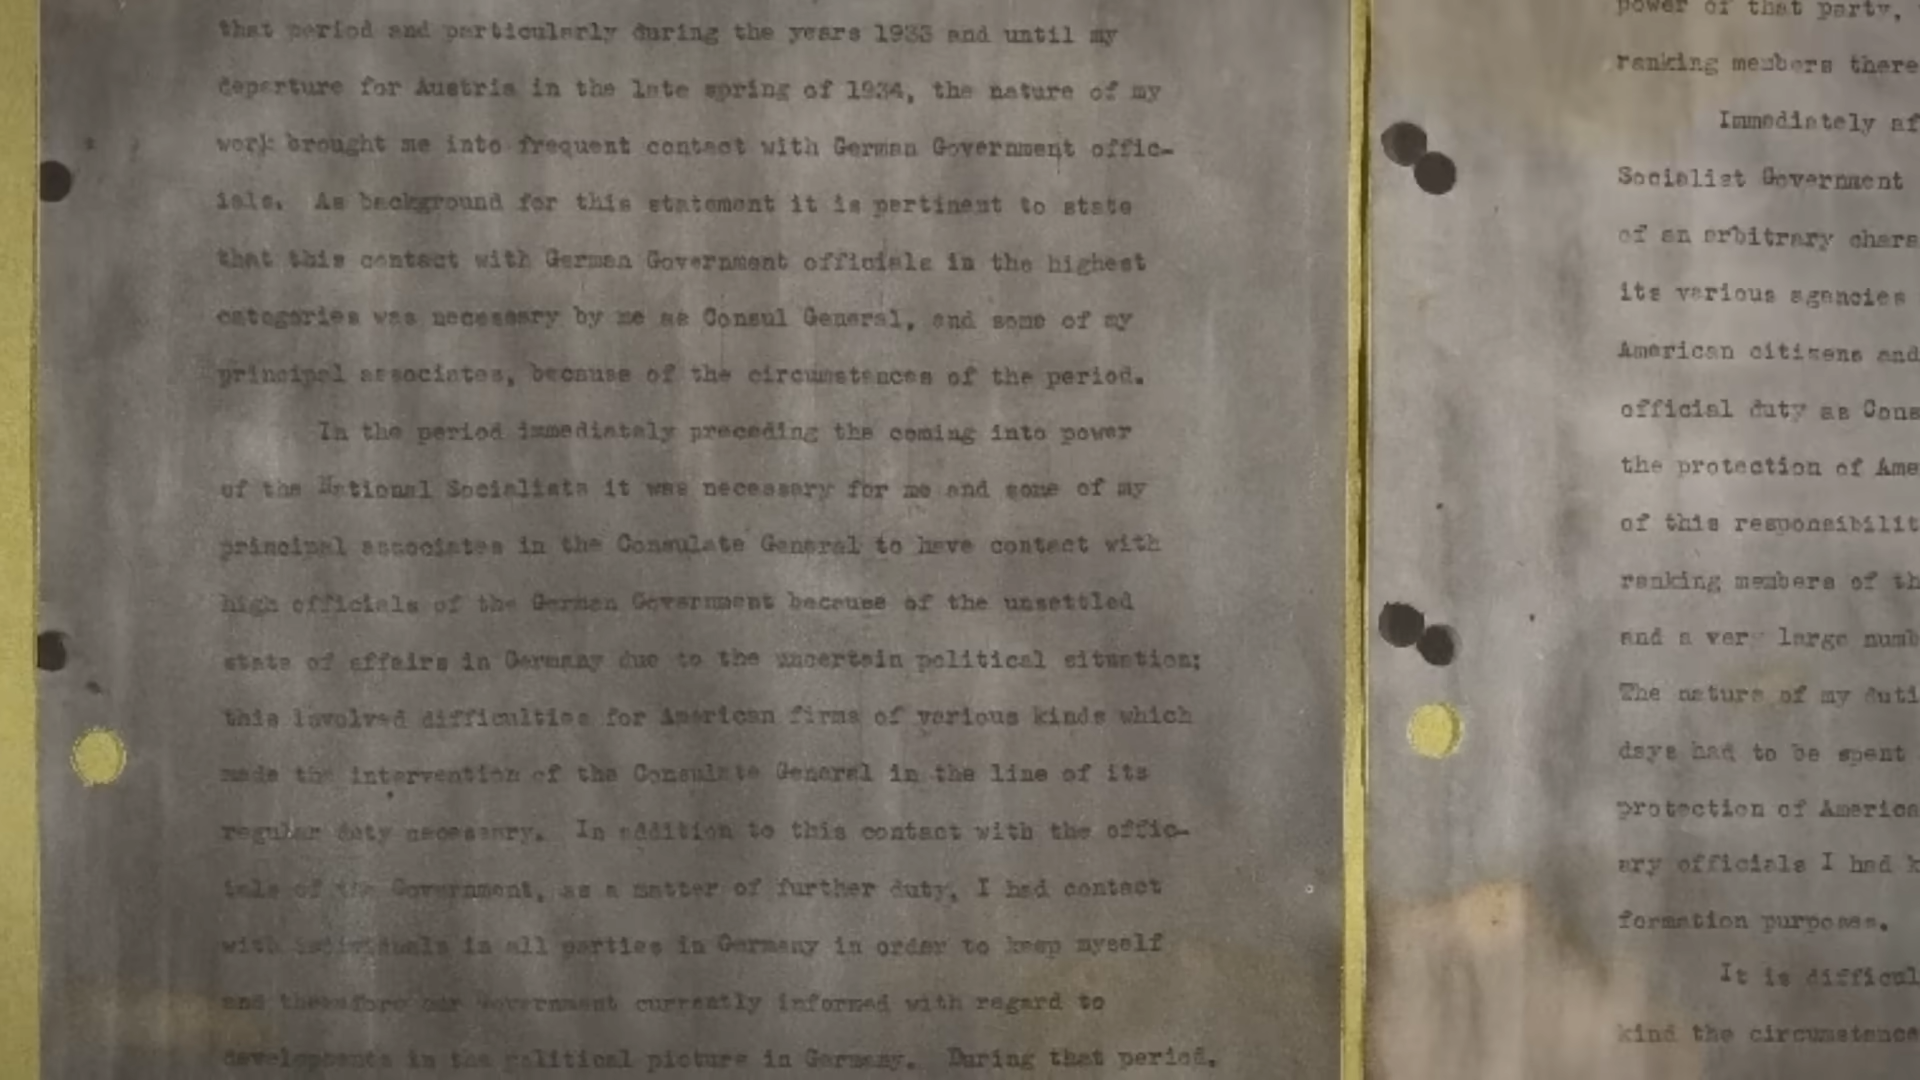 that period and particularly during the years 1933 and until my
departure for Austria in the late spring of 1934, the nature of my
work brought me into frequent contact with German Government offic-
ials. As background for this statement it is pertinent to state
that this contact with German Government officials in the highest
categories was necessary by me as Consul General, and some of my
principal associates, because of the circumstances of the period.
In the period immediately preceding the coming into power
of the National Socialists it was necessary for me and some of my
principal associates in the Consulate General to have contact with
high officials of the German Government because of the unsettled
state of affairs in Germany due to the uncertain political situation;
this involved difficulties for American firms of various kinds which
made the intervention of the Consulate General in the line of its
regular duty necessary. In addition to this contact with the offic-
ials of the Government, as a matter of further duty, I had contact
with individuals in all parties in Germany in order to keep myself
and therefore our Government currently informed with regard to
developments in the political picture in Germany. During that period,
power of that party,
ranking members there
Immediately af
Socialist Government
of an arbitrary chara
its various agencies
American citizens and
official duty as Cons
the protection of Ame
of this responsibilit
ranking members of th
and a very large numb
The nature of my duti
days had to be spent
protection of America
ary officials I had k
formation purposes.
It is difficul
kind the circumstance